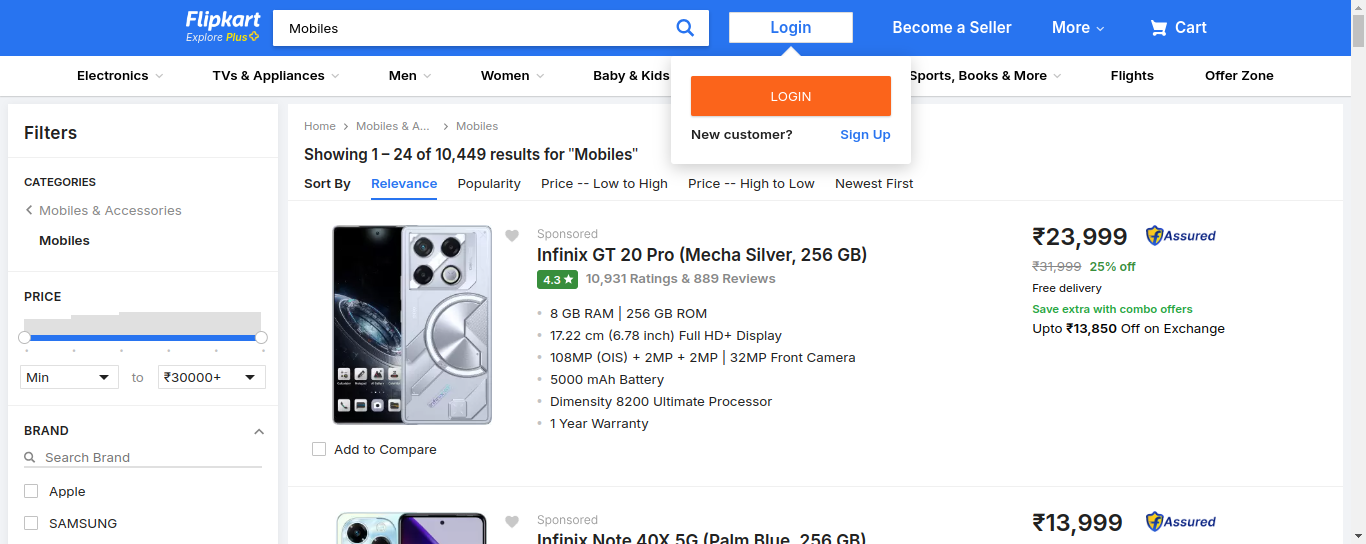 Flipkart
Explore Plus
Mobiles
Login
Become a Seller
More
Cart
Electronics
TVs & Appliances
Men
Women
Baby & Kids
Sports, Books & More
Flights
Offer Zone
LOGIN
New customer?
Sign Up
Filters
CATEGORIES
Mobiles & Accessories
Mobiles
PRICE
Min
to
₹30000+
BRAND
Search Brand
Apple
SAMSUNG
Home
Mobiles & A...
Mobiles
Showing 1 – 24 of 10,449 results for "Mobiles"
Sort By
Relevance
Popularity
Price -- Low to High
Price -- High to Low
Newest First
Sponsored
Infinix GT 20 Pro (Mecha Silver, 256 GB)
4.3
10,931 Ratings & 889 Reviews
8 GB RAM | 256 GB ROM
17.22 cm (6.78 inch) Full HD+ Display
108MP (OIS) + 2MP + 2MP | 32MP Front Camera
5000 mAh Battery
Dimensity 8200 Ultimate Processor
1 Year Warranty
Add to Compare
₹23,999
Assured
₹31,999 25% off
Free delivery
Save extra with combo offers
Upto ₹13,850 Off on Exchange
Sponsored
Infinix Note 40X 5G (Palm Blue, 256 GB)
₹13,999
Assured